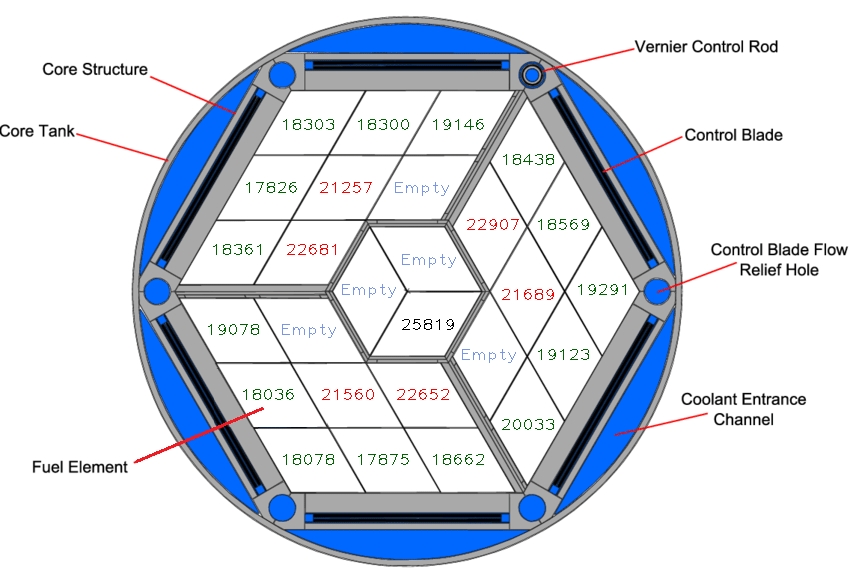 Vernier Control Rod
Core Structure
Core Tank
18303 18300 19146
Control Blade
18438
17826 21257 Empty
22907 18569
18361 22681
Empty
Control Blade Flow
Relief Hole
Empty
21689 19291
25819
19078 Empty
Empty 19123
18036 21560 22652
Coolant Entrance
Channel
20033
Fuel Element
18078 17875 18662